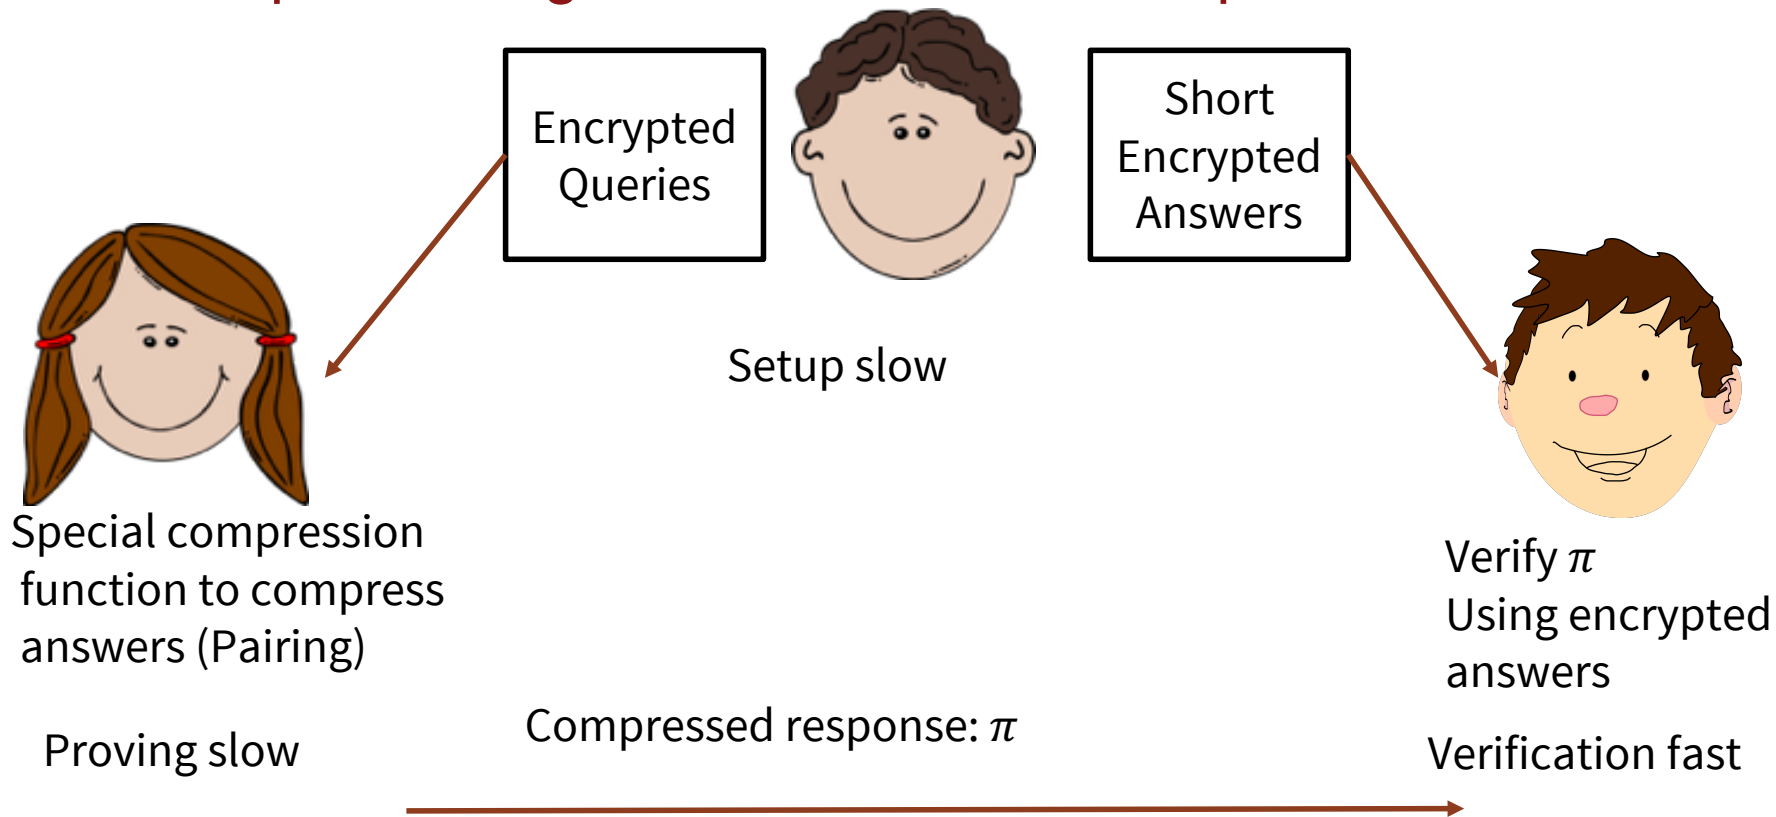 Encrypted
Queries
Short
Encrypted
Answers
Setup slow
Special compression
function to compress
answers (Pairing)
Proving slow
Compressed response: π
Verify π
Using encrypted
answers
Verification fast